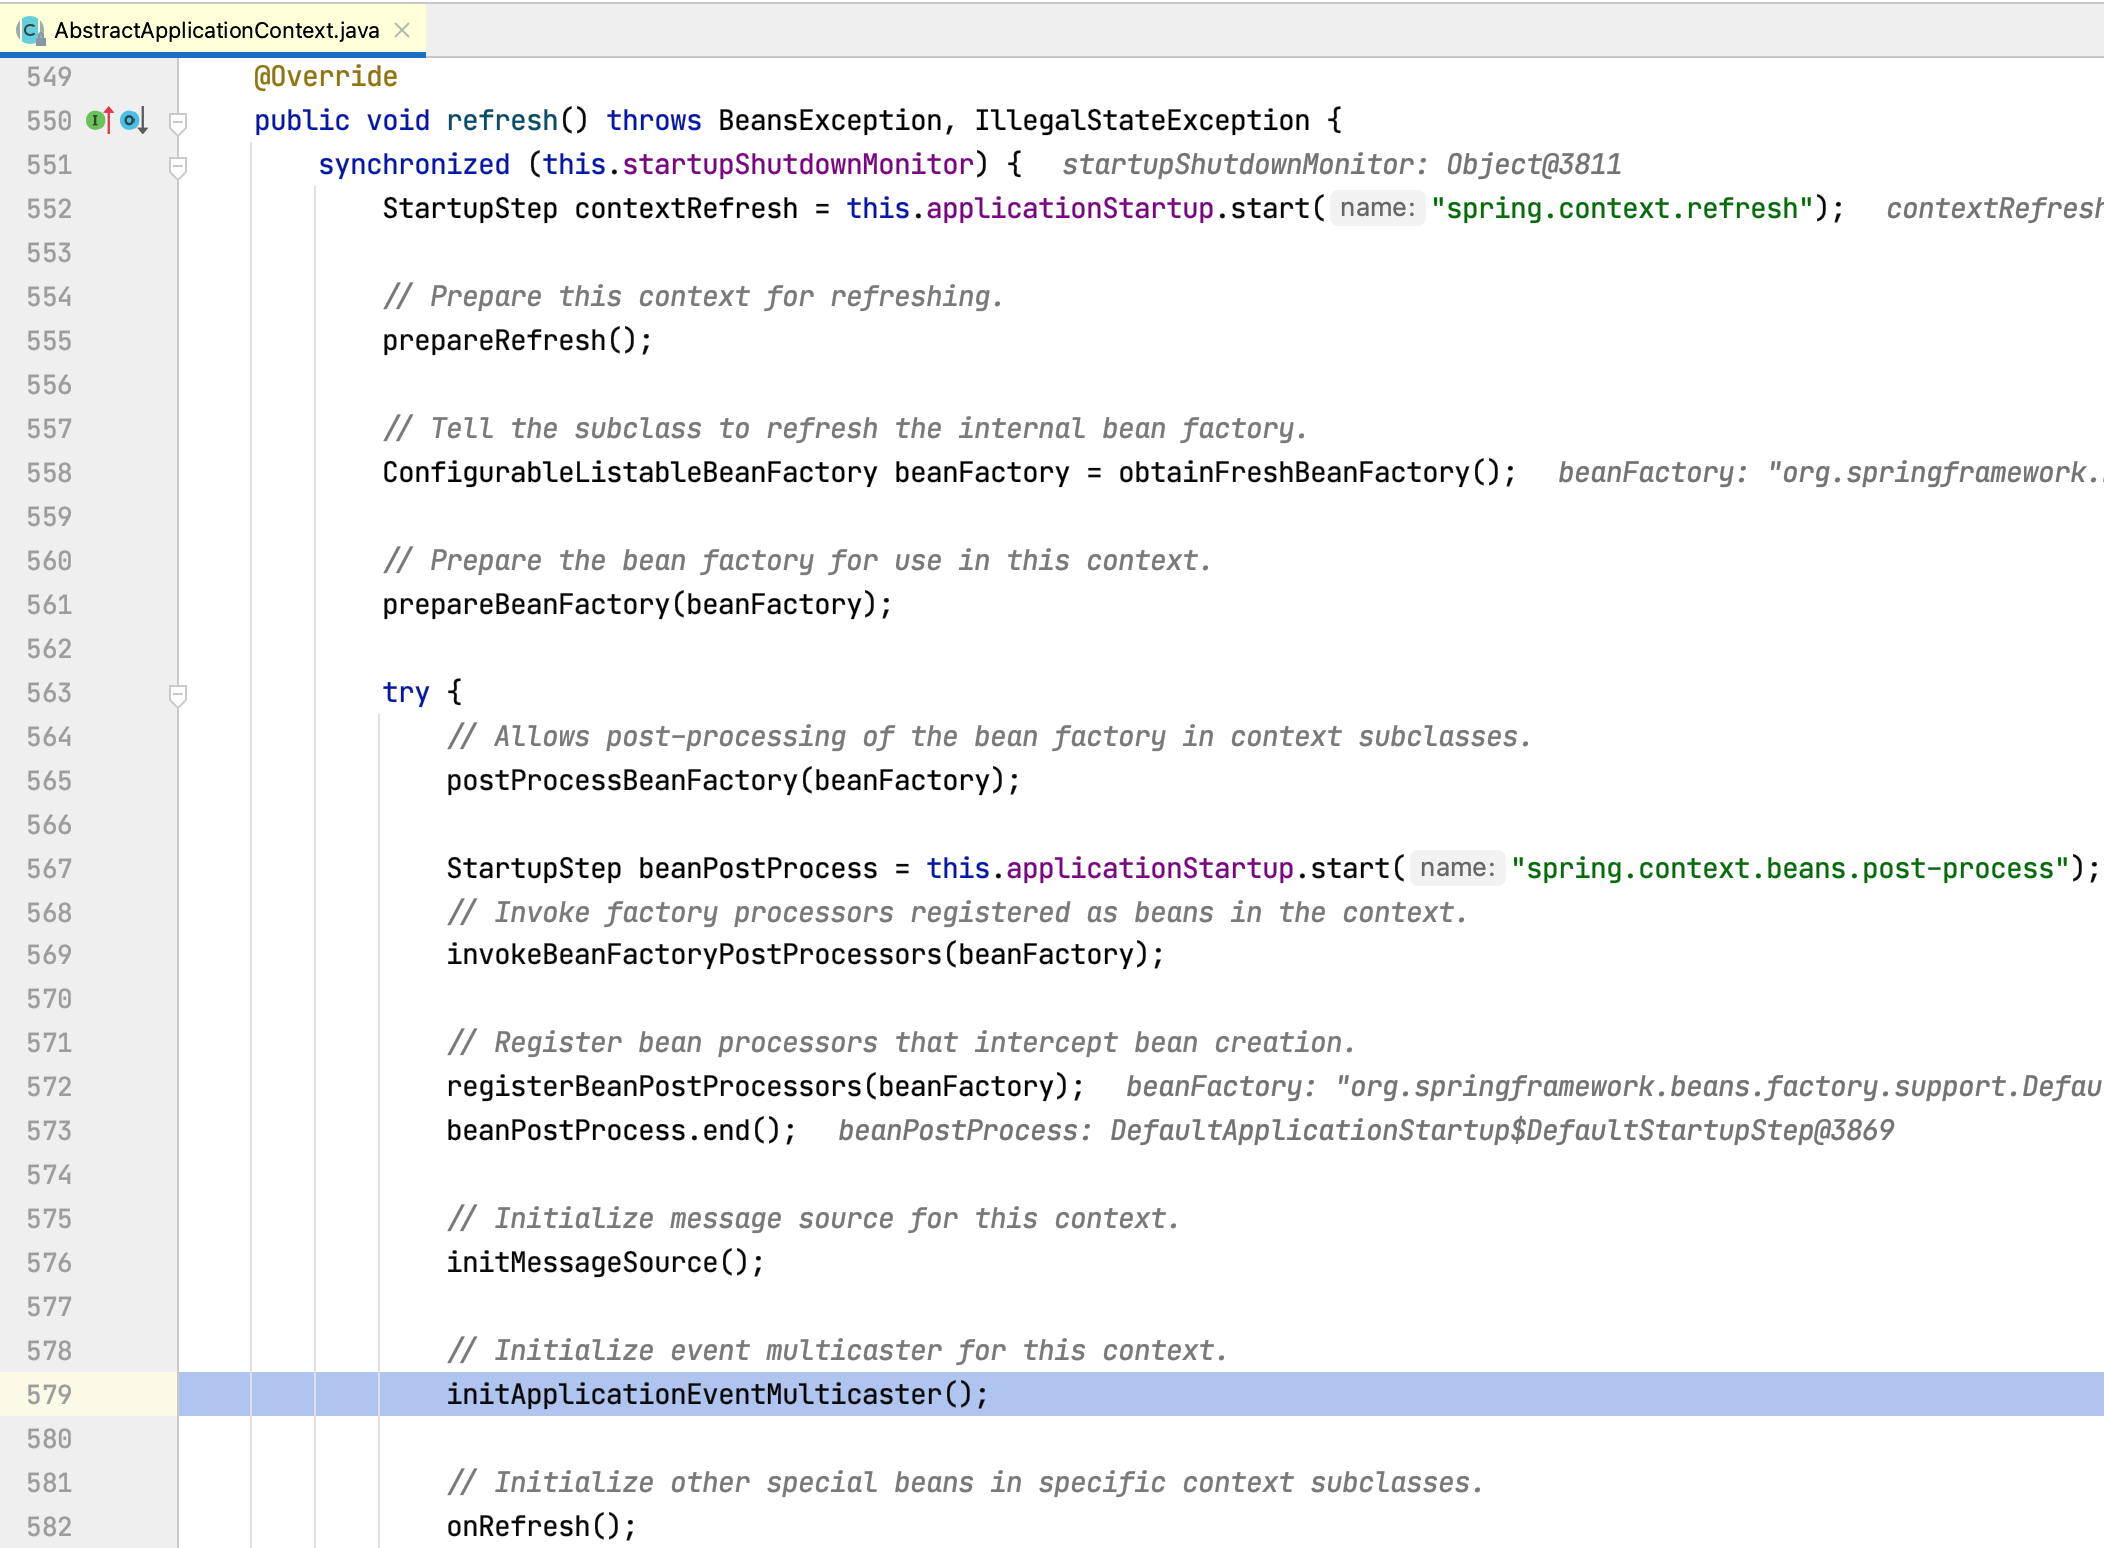 AbstractApplicationContext.java
549 @Override
550 public void refresh() throws BeansException, IllegalStateException {
551 synchronized (this.startupShutdownMonitor) { startupShutdownMonitor: Object@3811
552 StartupStep contextRefresh = this.applicationStartup.start( name: "spring.context.refresh"); contextRefresh
553
554 // Prepare this context for refreshing.
555 prepareRefresh();
556
557 // Tell the subclass to refresh the internal bean factory.
558 ConfigurableListableBeanFactory beanFactory = obtainFreshBeanFactory(); beanFactory: "org.springframework.
559
560 // Prepare the bean factory for use in this context.
561 prepareBeanFactory(beanFactory);
562
563 try {
564 // Allows post-processing of the bean factory in context subclasses.
565 postProcessBeanFactory(beanFactory);
566
567 StartupStep beanPostProcess = this.applicationStartup.start( name: "spring.context.beans.post-process");
568 // Invoke factory processors registered as beans in the context.
569 invokeBeanFactoryPostProcessors(beanFactory);
570
571 // Register bean processors that intercept bean creation.
572 registerBeanPostProcessors(beanFactory); beanFactory: "org.springframework.beans.factory.support.Defau
573 beanPostProcess.end(); beanPostProcess: DefaultApplicationStartup$DefaultStartupStep@3869
574
575 // Initialize message source for this context.
576 initMessageSource();
577
578 // Initialize event multicaster for this context.
579 initApplicationEventMulticaster();
580
581 // Initialize other special beans in specific context subclasses.
582 onRefresh();